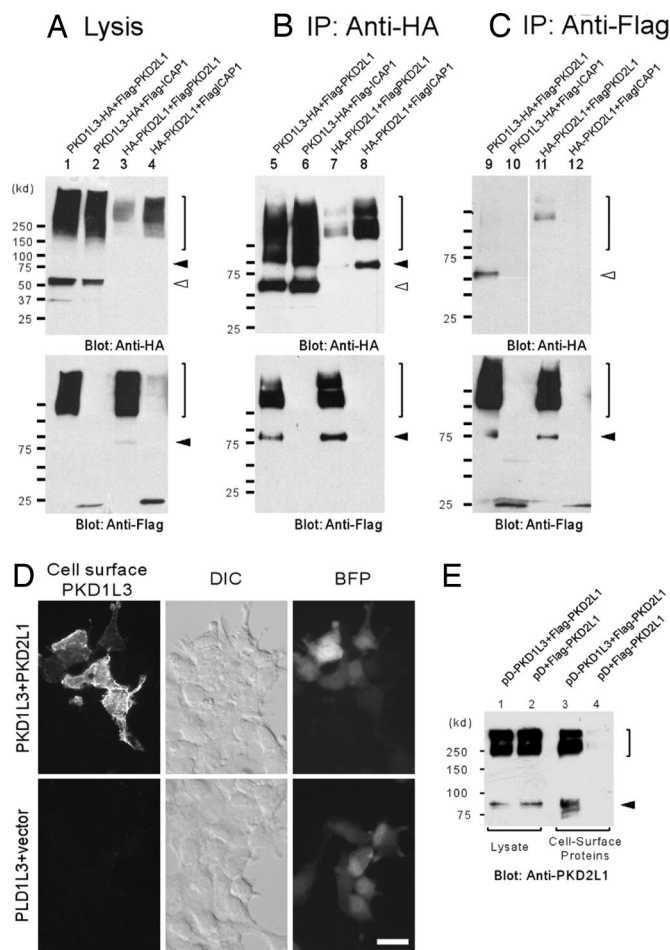 A Lysis
PKD1L3-HA+Flag-PKD2L1
PKD1L3-HA+Flag-ICAP1
HA-PKD2L1+FlagPKDL1
HA-PKD2L1+FlagICAP1
1 2 3 4
(kd)
250
150
100
75
50
37
25
Blot: Anti-HA
75
25
Blot: Anti-Flag
B IP: Anti-HA
PKD1L3-HA+Flag-PKD2L1
PKD1L3-HA+Flag-ICAP1
HA-PKD2L1+FlagPKD2L1
HA-PKD2L1+FlagICAP1
5 6 7 8
75
25
Blot: Anti-HA
75
25
Blot: Anti-Flag
C IP: Anti-Flag
PKD1L3-HA+Flag-PKD2L1
PKD1L3-HA+Flag-ICAP1
HA-PKD2L1+FlagPKD2L1
HA-PKD2L1+FlagICAP1
9 10 11 12
75
25
Blot: Anti-HA
75
25
Blot: Anti-Flag
D
Cell surface
PKD1L3
DIC
BFP
PKD1L3+PKD2L1
PLD1L3+vector
E
pD-PKD1L3+Flag-PKD2L1
pD+Flag-PKD2L1
pD-PKD1L3+Flag-PKD2L1
pD+Flag-PKD2L1
1 2 3 4
(kd)
250
150
100
75
Lysate
Cell-Surface
Proteins
Blot: Anti-PKD2L1